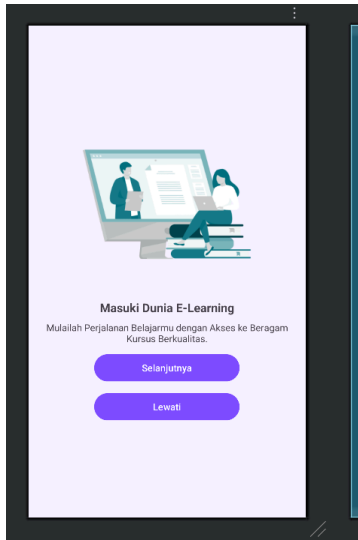 Masuki Dunia E-Learning
Mulailah Perjalanan Belajarmu dengan Akses ke Beragam
Kursus Berkualitas.
Selanjutnya
Lewati